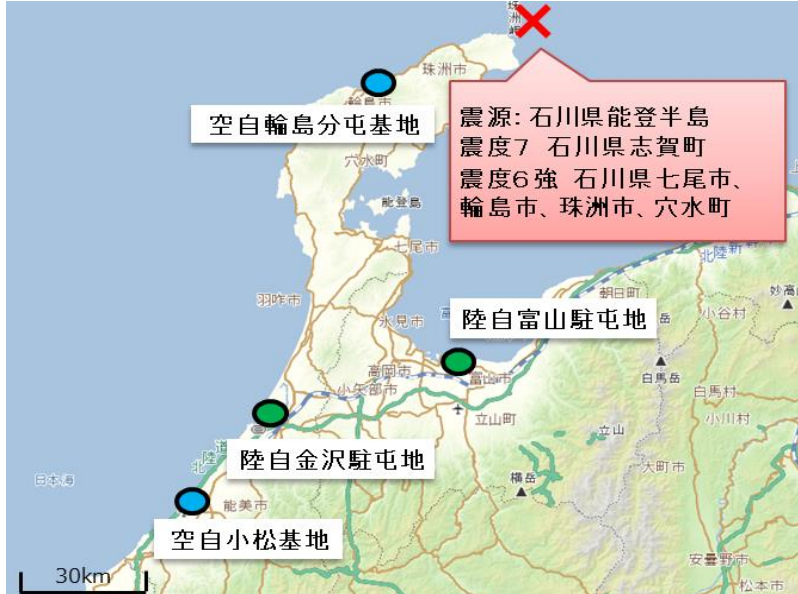 珠洲岬
珠洲市
輪島市
空自輪島分屯基地
震源：石川県能登半島
震度7 石川県志賀町
震度6強 石川県七尾市、
輪島市、珠洲市、穴水町
穴水町
能登島
七尾市
羽咋市
氷見市
朝日町
妙高山
小谷村
陸自富山駐屯地
白馬岳
白馬村
高岡市
富山市
小矢部市
立山町
小川村
立山
陸自金沢駐屯地
日本海
大町市
横岳
能美市
空自小松基地
安曇野市
松本市
30km